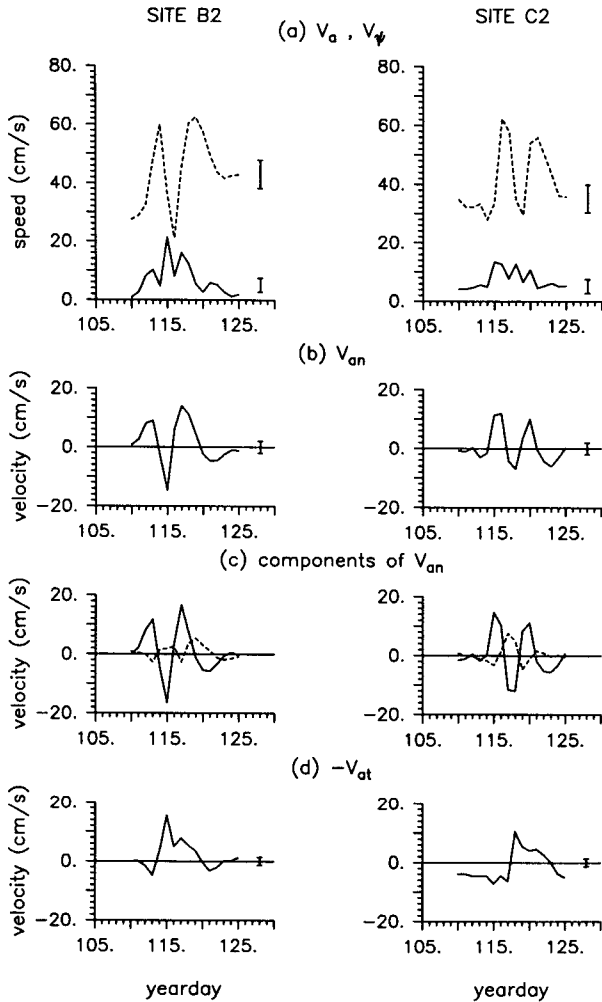 SITE B2 SITE C2
(a) Va , Vψ
80. 80.
60. 60.
speed (cm/s)
40. 40.
20. 20.
0. 0.
105. 115. 125. 105. 115. 125.
(b) Van
20. 20.
velocity (cm/s)
0. 0.
-20. -20.
105. 115. 125. 105. 115. 125.
(c) components of Van
20. 20.
velocity (cm/s)
0. 0.
-20. -20.
105. 115. 125. 105. 115. 125.
(d) -Vat
20. 20.
velocity (cm/s)
0. 0.
-20. -20.
105. 115. 125. 105. 115. 125.
yearday yearday